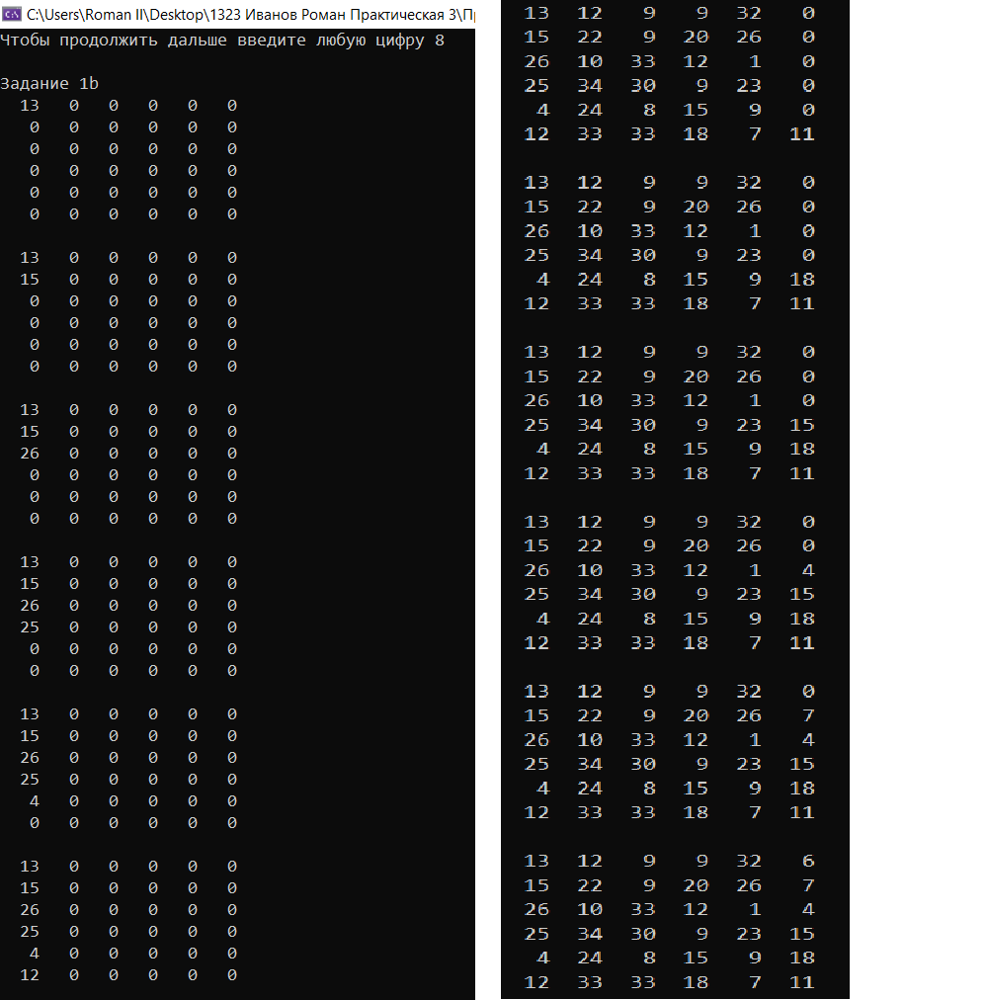 C:\Users\Roman II\Desktop\1323 Иванов Роман Практическая 3\П
Чтобы продолжить дальше введите любую цифру 8
Задание 1b
13 0 0 0 0 0
0 0 0 0 0 0
0 0 0 0 0 0
0 0 0 0 0 0
0 0 0 0 0 0
0 0 0 0 0 0
13 0 0 0 0 0
15 0 0 0 0 0
0 0 0 0 0 0
0 0 0 0 0 0
0 0 0 0 0 0
0 0 0 0 0 0
13 0 0 0 0 0
15 0 0 0 0 0
26 0 0 0 0 0
0 0 0 0 0 0
0 0 0 0 0 0
0 0 0 0 0 0
13 0 0 0 0 0
15 0 0 0 0 0
26 0 0 0 0 0
25 0 0 0 0 0
0 0 0 0 0 0
0 0 0 0 0 0
13 0 0 0 0 0
15 0 0 0 0 0
26 0 0 0 0 0
25 0 0 0 0 0
4 0 0 0 0 0
0 0 0 0 0 0
13 0 0 0 0 0
15 0 0 0 0 0
26 0 0 0 0 0
25 0 0 0 0 0
4 0 0 0 0 0
12 0 0 0 0 0
13 12 9 9 32 0
15 22 9 20 26 0
26 10 33 12 1 0
25 34 30 9 23 0
4 24 8 15 9 0
12 33 33 18 7 11
13 12 9 9 32 0
15 22 9 20 26 0
26 10 33 12 1 0
25 34 30 9 23 0
4 24 8 15 9 18
12 33 33 18 7 11
13 12 9 9 32 0
15 22 9 20 26 0
26 10 33 12 1 0
25 34 30 9 23 15
4 24 8 15 9 18
12 33 33 18 7 11
13 12 9 9 32 0
15 22 9 20 26 0
26 10 33 12 1 4
25 34 30 9 23 15
4 24 8 15 9 18
12 33 33 18 7 11
13 12 9 9 32 0
15 22 9 20 26 7
26 10 33 12 1 4
25 34 30 9 23 15
4 24 8 15 9 18
12 33 33 18 7 11
13 12 9 9 32 6
15 22 9 20 26 7
26 10 33 12 1 4
25 34 30 9 23 15
4 24 8 15 9 18
12 33 33 18 7 11